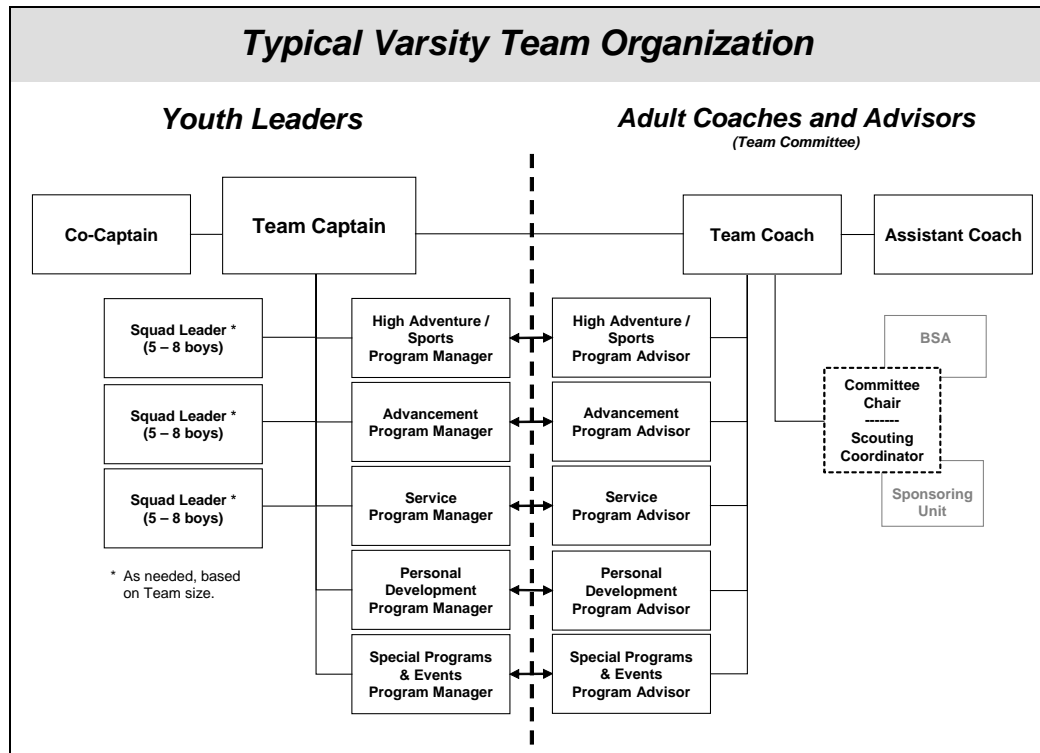 Typical Varsity Team Organization
Youth Leaders
Adult Coaches and Advisors
(Team Committee)
Co-Captain
Team Captain
Team Coach
Assistant Coach
Squad Leader *
(5 – 8 boys)
High Adventure /
Sports
Program Manager
High Adventure /
Sports
Program Advisor
BSA
Squad Leader *
(5 – 8 boys)
Advancement
Program Manager
Advancement
Program Advisor
Committee
Chair
-------
Scouting
Coordinator
Squad Leader *
(5 – 8 boys)
Service
Program Manager
Service
Program Advisor
Sponsoring
Unit
* As needed, based
on Team size.
Personal
Development
Program Manager
Personal
Development
Program Advisor
Special Programs
& Events
Program Manager
Special Programs
& Events
Program Advisor